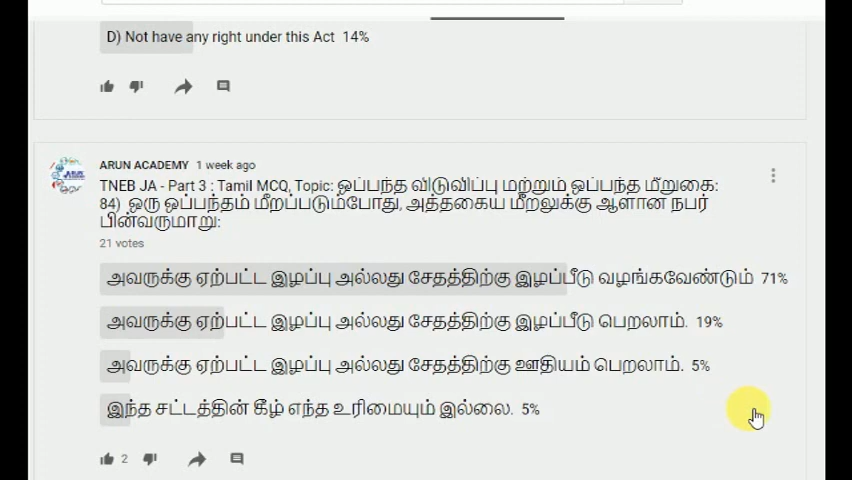 D) Not have any right under this Act 14%
ARUN ACADEMY 1 week ago
TNEB JA - Part 3 : Tamil MCQ, Topic: ஒப்பந்த விடுவிப்பு மற்றும் ஒப்பந்த மீறுகை:
84) ஒரு ஒப்பந்தம் மீறப்படும்போது, அத்தகைய மீறலுக்கு ஆளான நபர்
பின்வருமாறு:
21 votes
அவருக்கு ஏற்பட்ட இழப்பு அல்லது சேதத்திற்கு இழப்பீடு வழங்கவேண்டும் 71%
அவருக்கு ஏற்பட்ட இழப்பு அல்லது சேதத்திற்கு இழப்பீடு பெறலாம். 19%
அவருக்கு ஏற்பட்ட இழப்பு அல்லது சேதத்திற்கு ஊதியம் பெறலாம். 5%
இந்த சட்டத்தின் கீழ் எந்த உரிமையும் இல்லை. 5%
2